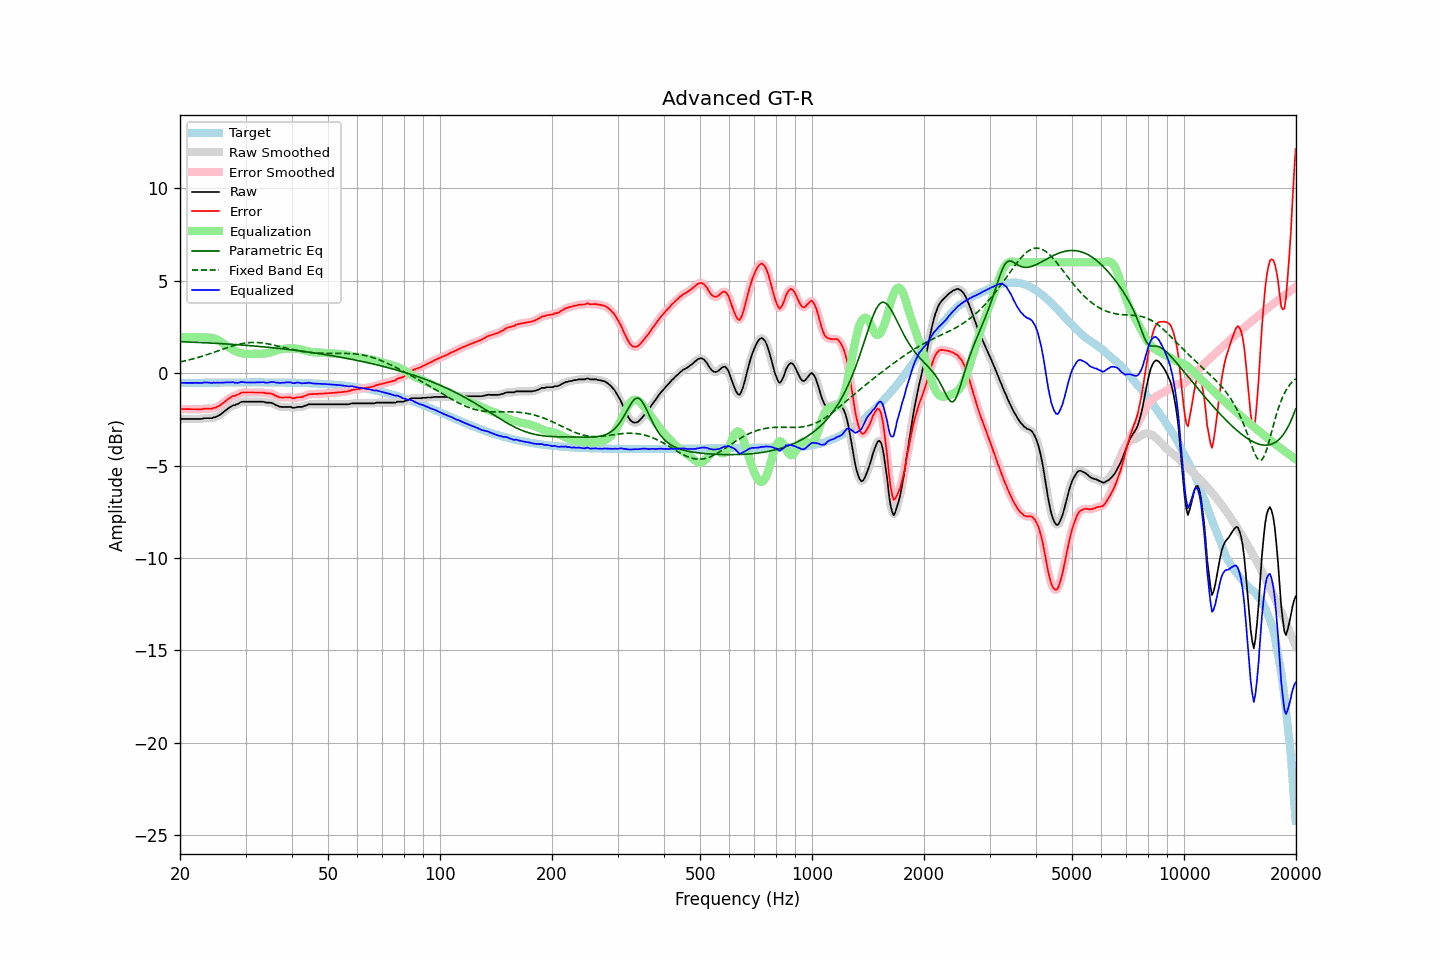 Advanced GT-R
Target
Raw Smoothed
Error Smoothed
Raw
Error
Equalization
Parametric Eq
Fixed Band Eq
Equalized
10
5
0
−5
−10
−15
−20
−25
Amplitude (dBr)
20 50 100 200 500 1000 2000 5000 10000 20000
Frequency (Hz)